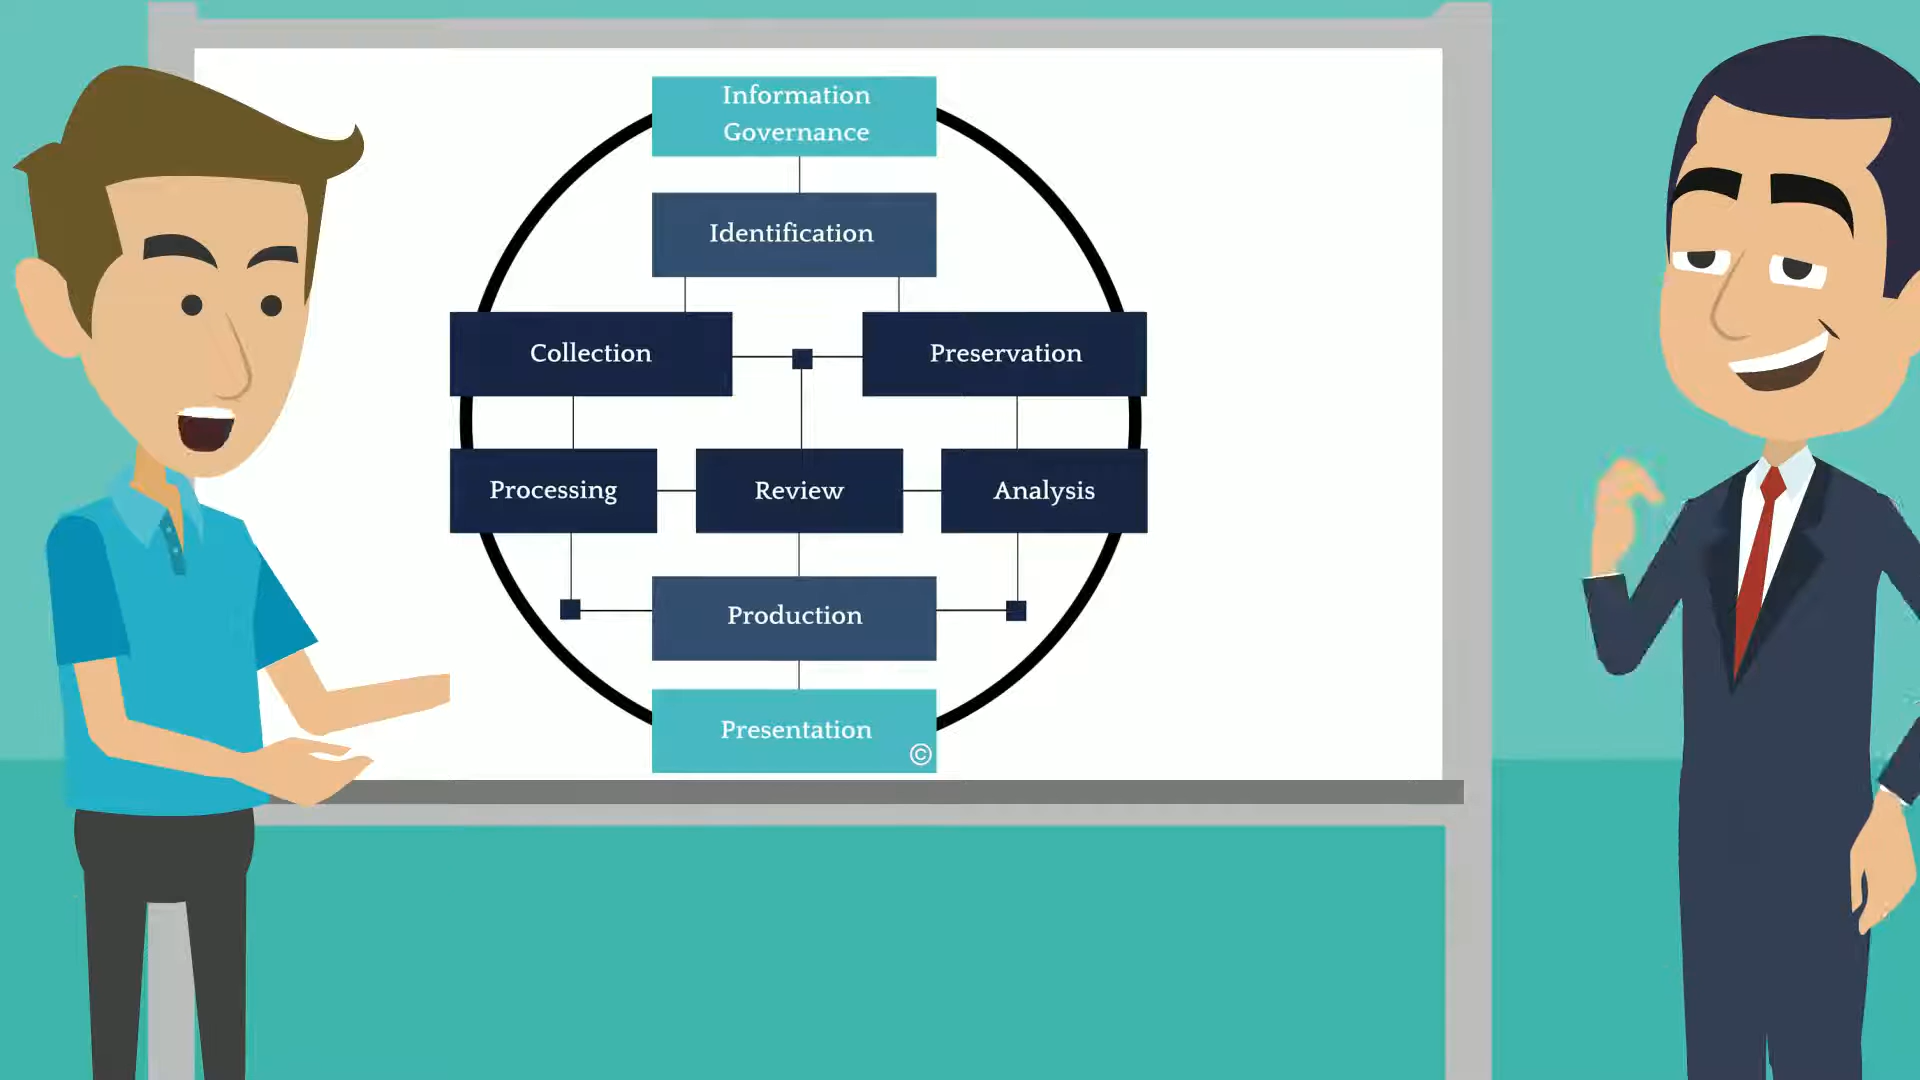 Information
Governance
Identification
Collection
Preservation
Processing
Review
Analysis
Production
Presentation
©